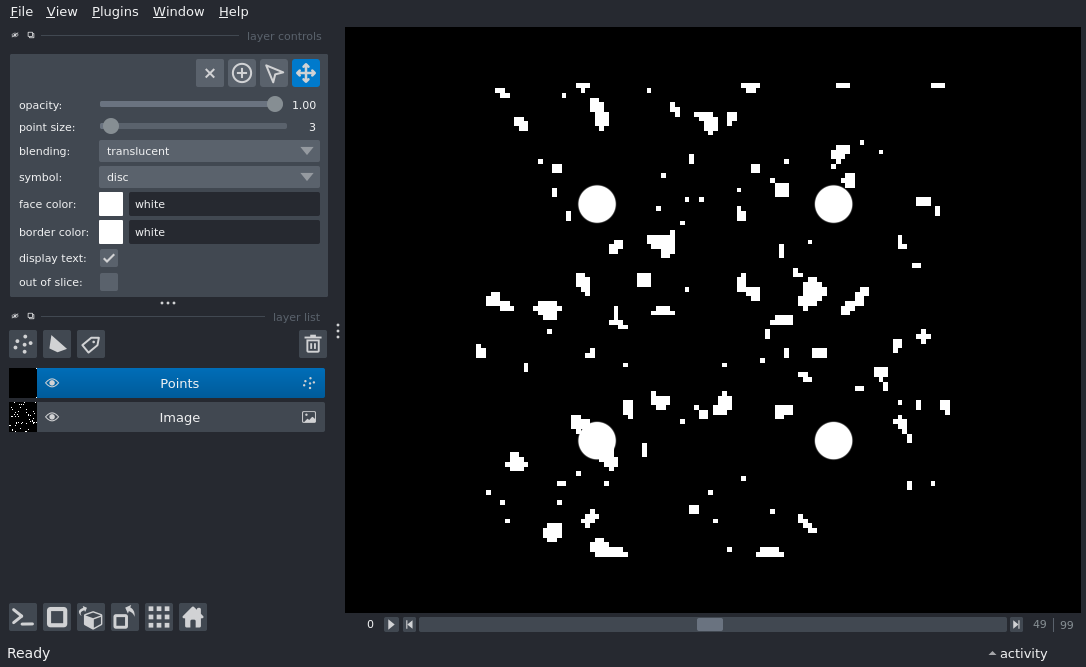 File View Plugins Window Help
layer controls
opacity: 1.00
point size: 3
blending: translucent
symbol: disc
face color: white
border color: white
display text:
out of slice:
layer list
Points
Image
0 49 | 99
Ready activity